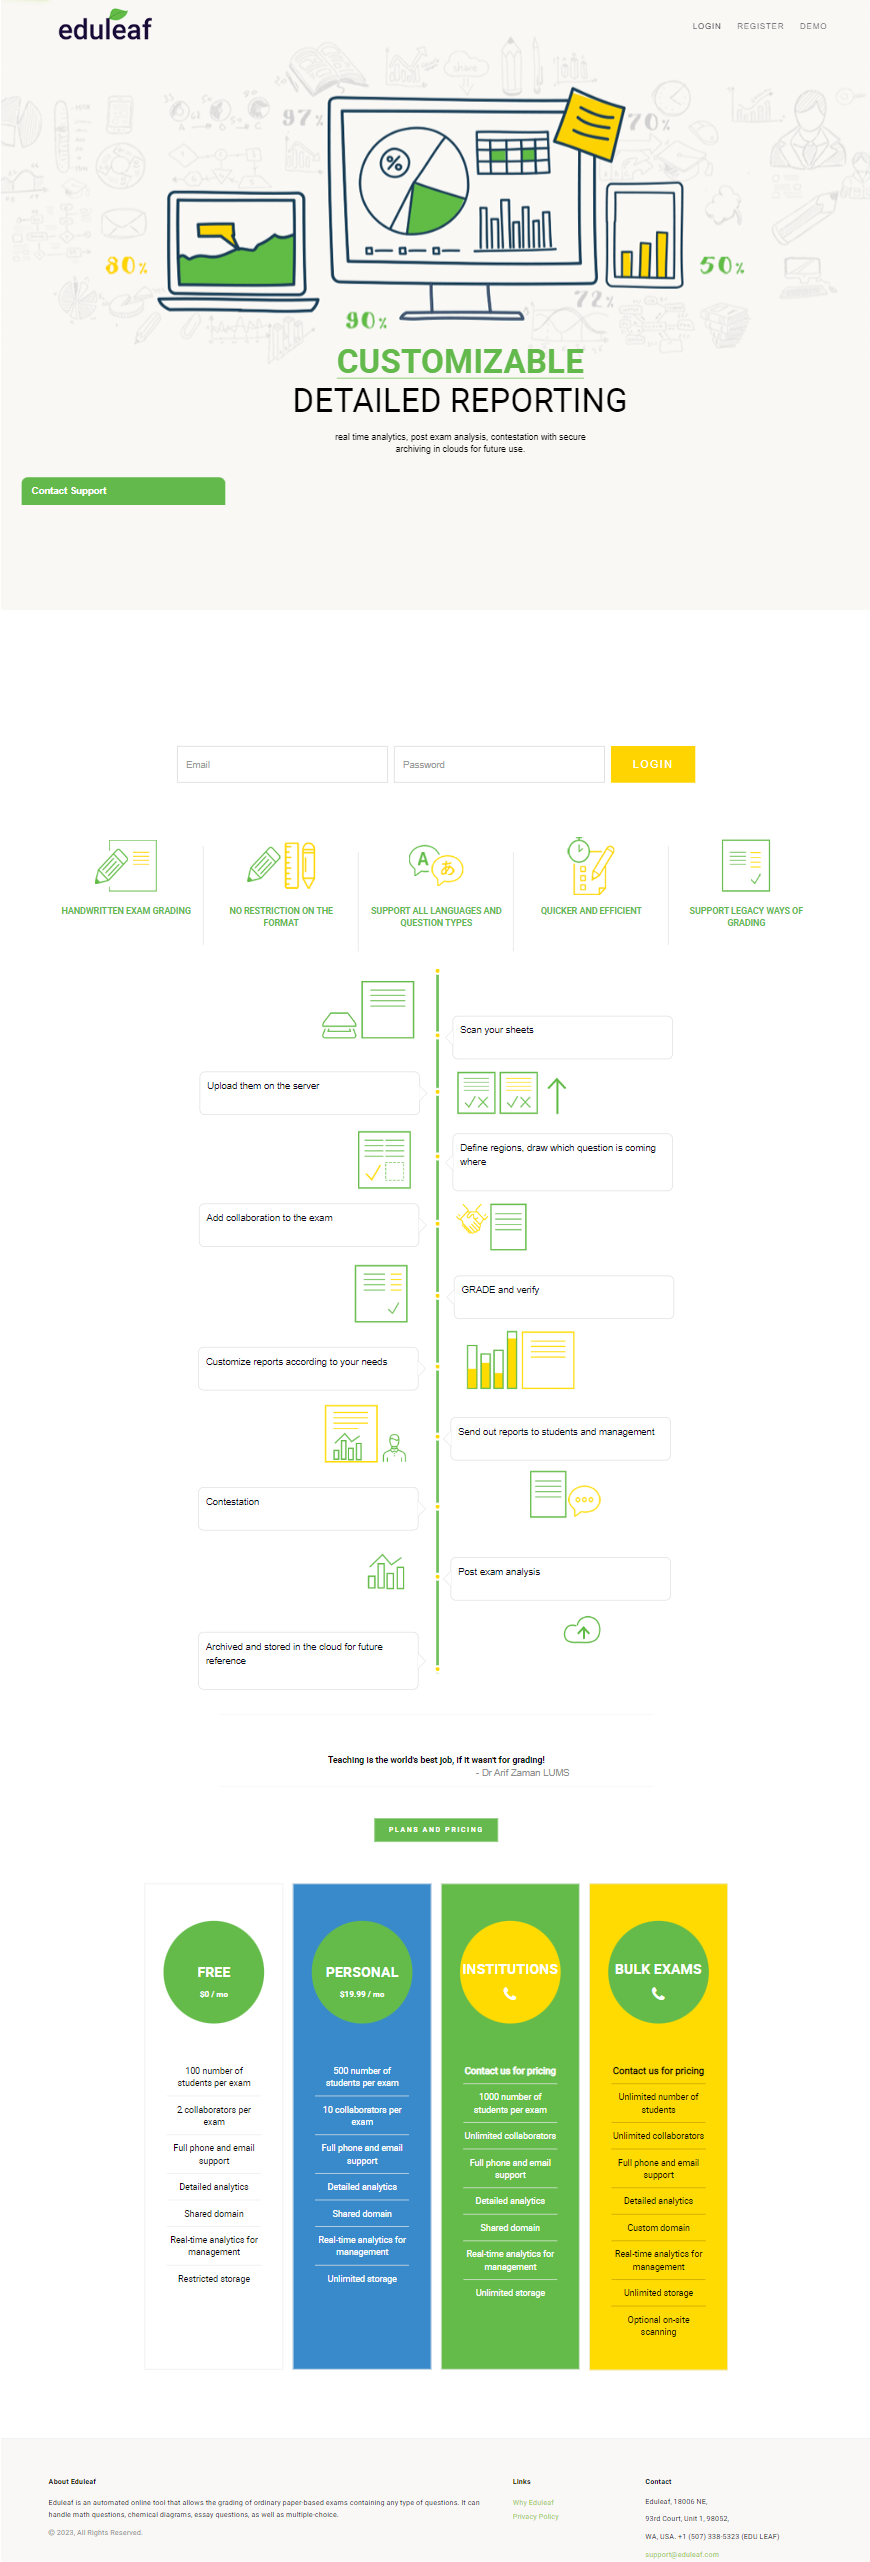 eduleaf
LOGIN REGISTER DEMO
share
97%
70%
80%
50%
72%
90%
%
A B C
CUSTOMIZABLE
DETAILED REPORTING
real time analytics, post exam analysis, contestation with secure
archiving in clouds for future use.
Contact Support
Email
Password
LOGIN
A あ
HANDWRITTEN EXAM GRADING
NO RESTRICTION ON THE
FORMAT
SUPPORT ALL LANGUAGES AND
QUESTION TYPES
QUICKER AND EFFICIENT
SUPPORT LEGACY WAYS OF
GRADING
Scan your sheets
Upload them on the server
Define regions, draw which question is coming
where
Add collaboration to the exam
GRADE and verify
Customize reports according to your needs
Send out reports to students and management
Contestation
Post exam analysis
Archived and stored in the cloud for future
reference
Teaching is the world's best job, if it wasn't for grading!
- Dr Arif Zaman LUMS
PLANS AND PRICING
FREE
$0 / mo
100 number of
students per exam
2 collaborators per
exam
Full phone and email
support
Detailed analytics
Shared domain
Real-time analytics for
management
Restricted storage
PERSONAL
$19.99 / mo
500 number of
students per exam
10 collaborators per
exam
Full phone and email
support
Detailed analytics
Shared domain
Real-time analytics for
management
Unlimited storage
INSTITUTIONS
Contact us for pricing
1000 number of
students per exam
Unlimited collaborators
Full phone and email
support
Detailed analytics
Shared domain
Real-time analytics for
management
Unlimited storage
BULK EXAMS
Contact us for pricing
Unlimited number of
students
Unlimited collaborators
Full phone and email
support
Detailed analytics
Custom domain
Real-time analytics for
management
Unlimited storage
Optional on-site
scanning
About Eduleaf
Eduleaf is an automated online tool that allows the grading of ordinary paper-based exams containing any type of questions. It can
handle math questions, chemical diagrams, essay questions, as well as multiple-choice.
© 2023, All Rights Reserved.
Links
Why Eduleaf
Privacy Policy
Contact
Eduleaf, 18006 NE,
93rd Court, Unit 1, 98052,
WA, USA. +1 (507) 338-5323 (EDU LEAF)
support@eduleaf.com